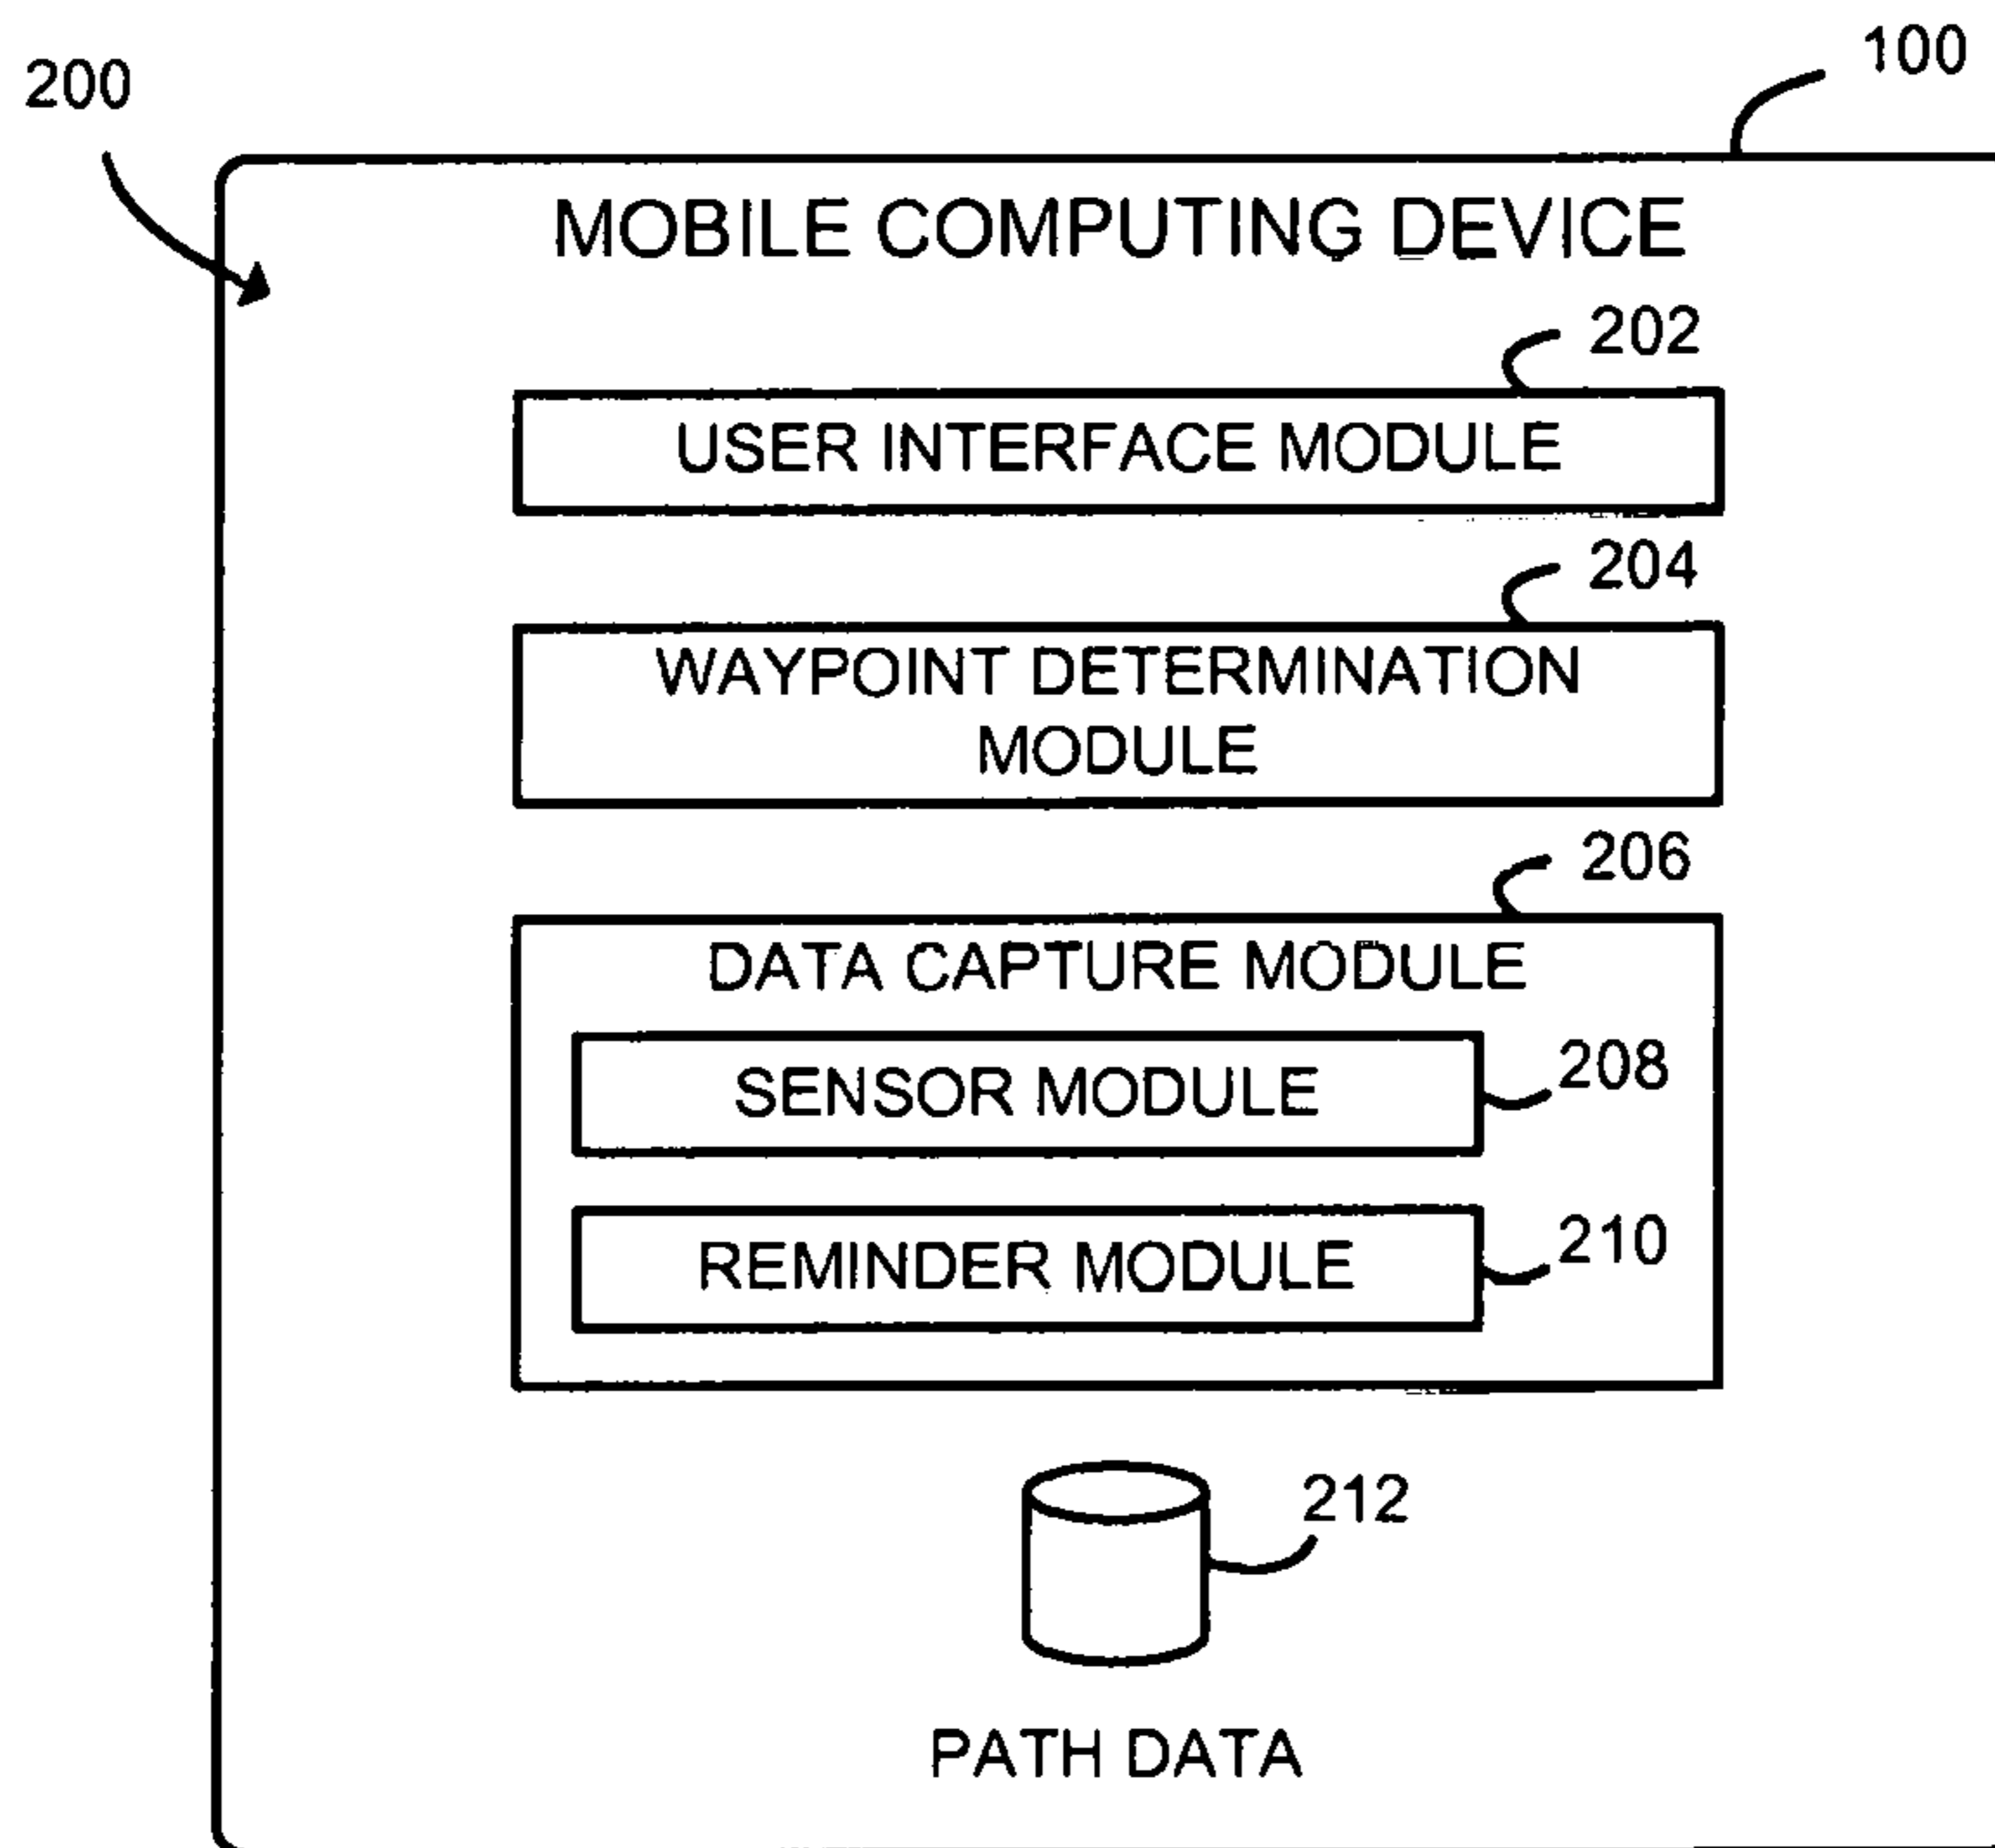 100
200
MOBILE COMPUTING DEVICE
202
USER INTERFACE MODULE
204
WAYPOINT DETERMINATION
MODULE
206
DATA CAPTURE MODULE
SENSOR MODULE
208
REMINDER MODULE
210
212
PATH DATA